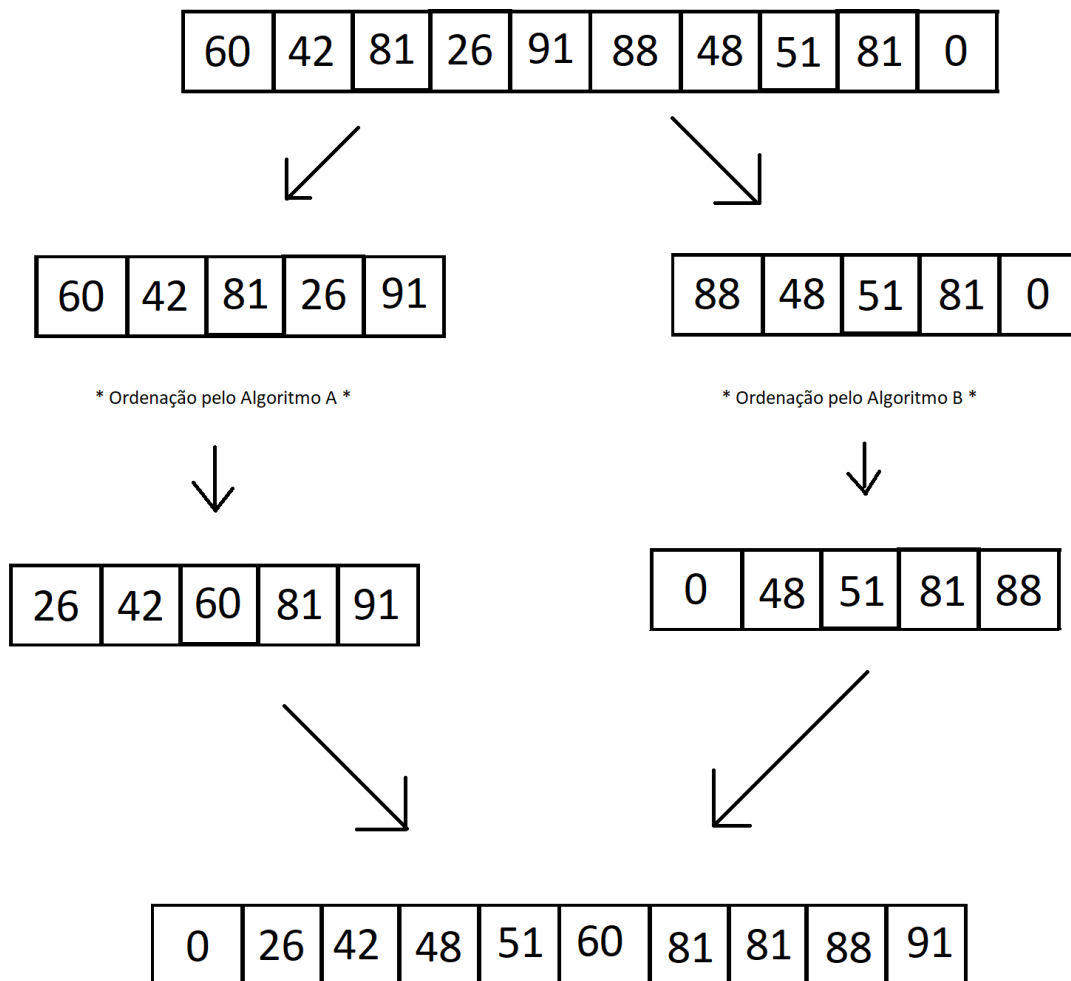 60 42 81 26 91 88 48 51 81 0
60 42 81 26 91
88 48 51 81 0
* Ordenação pelo Algoritmo A *
* Ordenação pelo Algoritmo B *
26 42 60 81 91
0 48 51 81 88
0 26 42 48 51 60 81 81 88 91